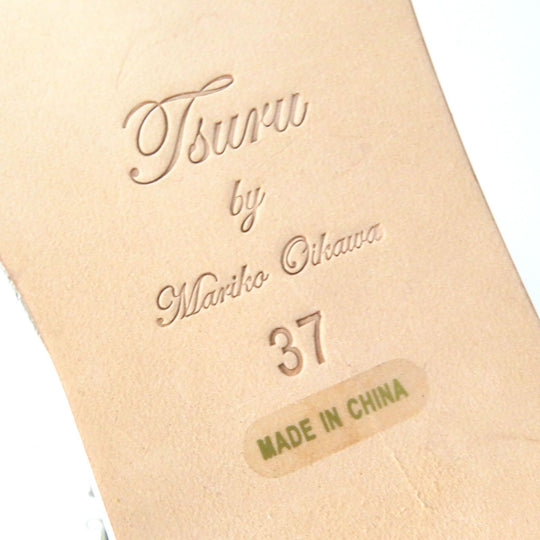 Tsuru
by
Mariko Oikawa
37
MADE IN CHINA